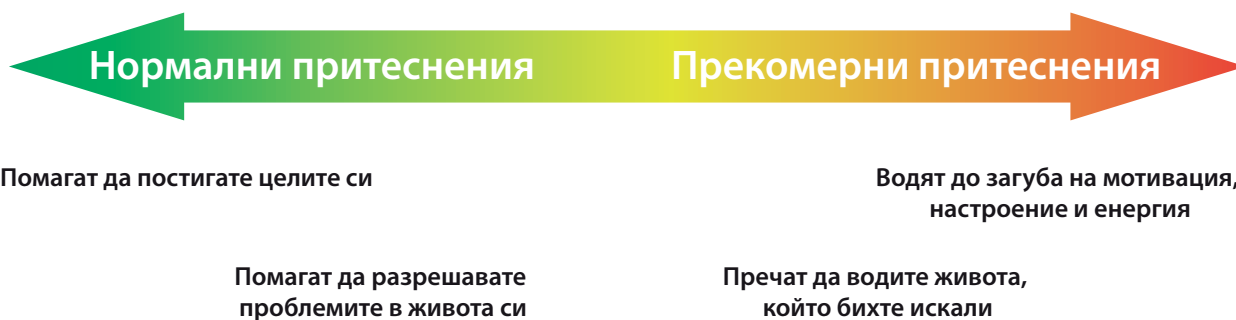 Нормални притеснения
Прекомерни притеснения
Помагат да постигате целите си
Водят до загуба на мотивация,
настроение и енергия
Помагат да разрешавате
проблемите в живота си
Пречат да водите живота,
който бихте искали